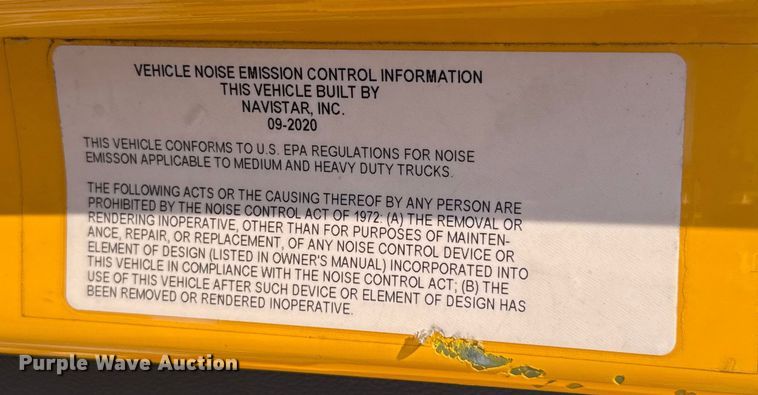 VEHICLE NOISE EMISSION CONTROL INFORMATION
THIS VEHICLE BUILT BY
NAVISTAR, INC.
09-2020
THIS VEHICLE CONFORMS TO U.S. EPA REGULATIONS FOR NOISE
EMISSON APPLICABLE TO MEDIUM AND HEAVY DUTY TRUCKS.
THE FOLLOWING ACTS OR THE CAUSING THEREOF BY ANY PERSON ARE
PROHIBITED BY THE NOISE CONTROL ACT OF 1972: (A) THE REMOVAL OR
RENDERING INOPERATIVE, OTHER THAN FOR PURPOSES OF MAINTEN-
ANCE, REPAIR, OR REPLACEMENT, OF ANY NOISE CONTROL DEVICE OR
ELEMENT OF DESIGN (LISTED IN OWNER'S MANUAL) INCORPORATED INTO
THIS VEHICLE IN COMPLIANCE WITH THE NOISE CONTROL ACT; (B) THE
USE OF THIS VEHICLE AFTER SUCH DEVICE OR ELEMENT OF DESIGN HAS
BEEN REMOVED OR RENDERED INOPERATIVE.
Purple Wave Auction